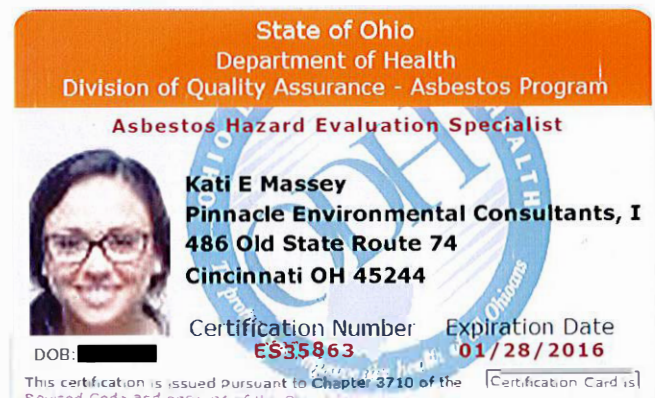 State of Ohio
Department of Health
Division of Quality Assurance - Asbestos Program
Asbestos Hazard Evaluation Specialist
Kati E Massey
Pinnacle Environmental Consultants, I
486 Old State Route 74
Cincinnati OH 45244
Certification Number
ES35863
Expiration Date
01/28/2016
DOB:
This certification is issued pursuant to Chapter 3710 of the
Certification Card is
ODH